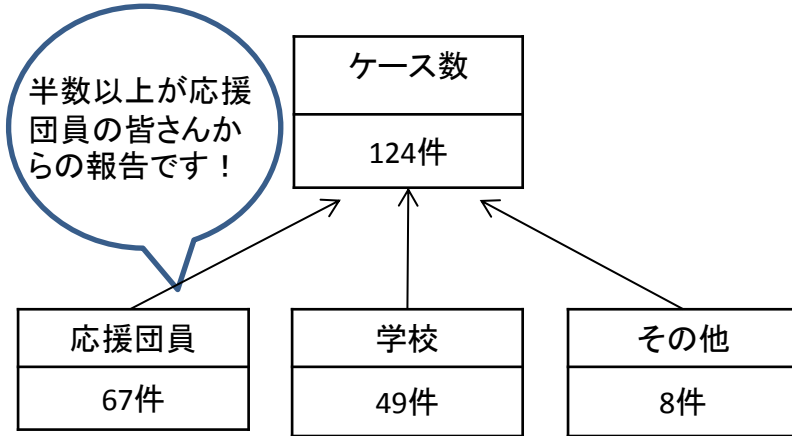 半数以上が応援
団員の皆さんか
らの報告です！
ケース数
124件
応援団員
67件
学校
49件
その他
8件